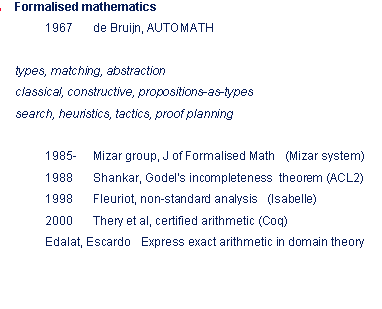 Formalised mathematics
1967 de Bruijn, AUTOMATH
types, matching, abstraction
classical, constructive, propositions-as-types
search, heuristics, tactics, proof planning
1985- Mizar group, J of Formalised Math (Mizar system)
1988 Shankar, Godel's incompleteness theorem (ACL2)
1998 Fleuriot, non-standard analysis (Isabelle)
2000 Thery et al, certified arithmetic (Coq)
Edalat, Escardo Express exact arithmetic in domain theory